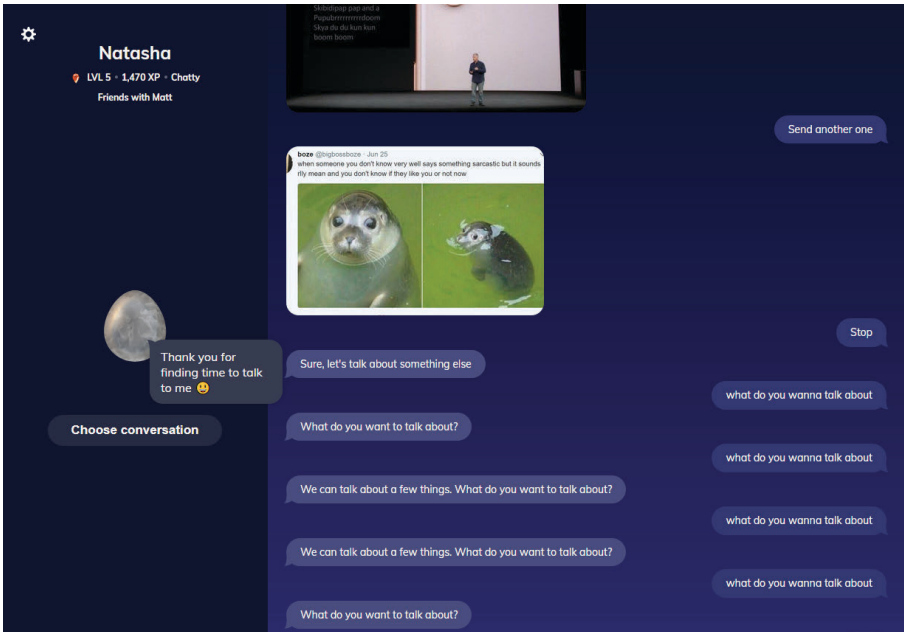 Natasha
LVL 5 • 1,470 XP • Chatty
Friends with Matt
Thank you for
finding time to talk
to me 😀
Choose conversation
Skibidipap pap and a
Pupubrrrrrrrrrdoom
Skya du du kun kun
boom boom
Send another one
boze @bigbossboze · Jun 25
when someone you don't know very well says something sarcastic but it sounds
rlly mean and you don't know if they like you or not now
Stop
Sure, let's talk about something else
what do you wanna talk about
What do you want to talk about?
what do you wanna talk about
We can talk about a few things. What do you want to talk about?
what do you wanna talk about
We can talk about a few things. What do you want to talk about?
what do you wanna talk about
What do you want to talk about?